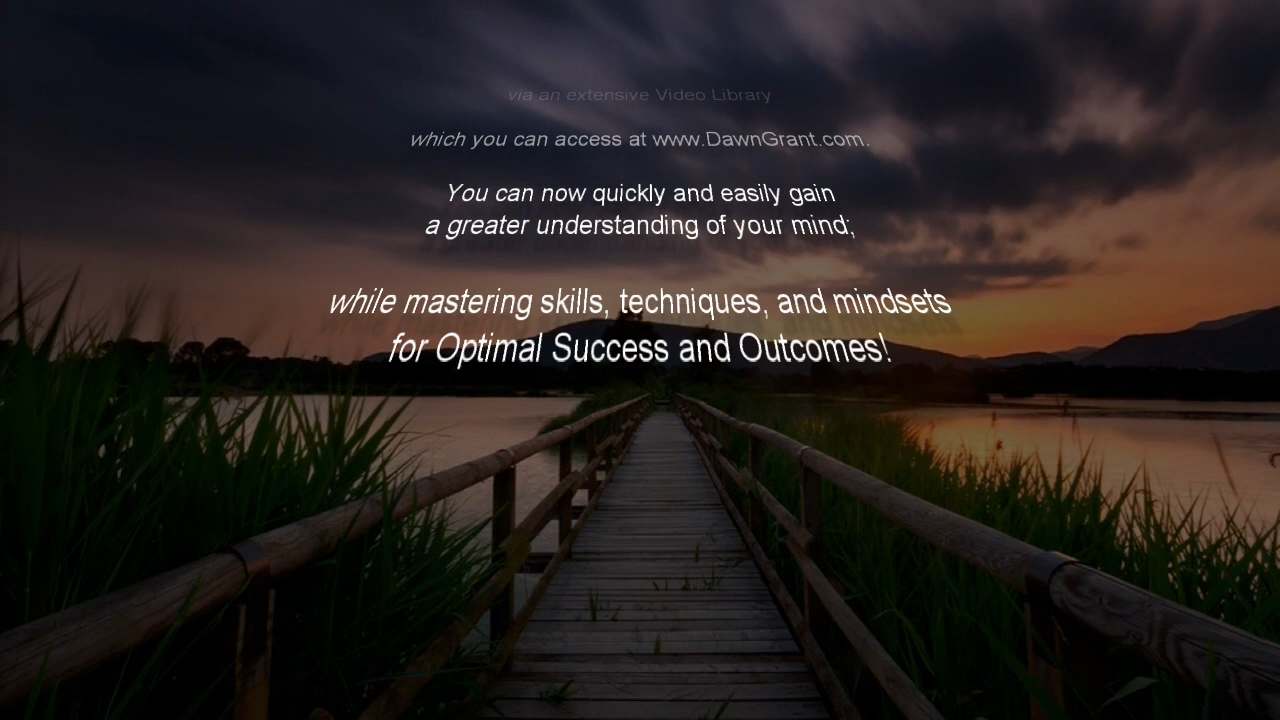 via an extensive Video Library
which you can access at www.DawnGrant.com.
You can now quickly and easily gain
a greater understanding of your mind;
while mastering skills, techniques, and mindsets
for Optimal Success and Outcomes!